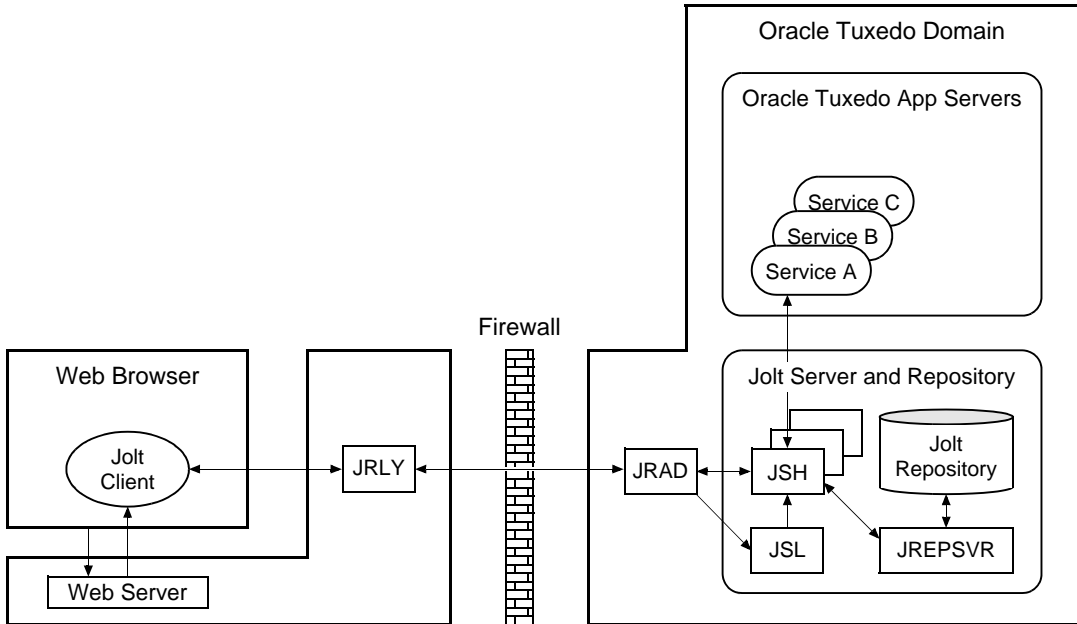 Oracle Tuxedo Domain
Oracle Tuxedo App Servers
Service C
Service B
Service A
Firewall
Web Browser
Jolt Server and Repository
Jolt
Client
JRLY
JRAD
JSH
Jolt
Repository
JSL
JREPSVR
Web Server